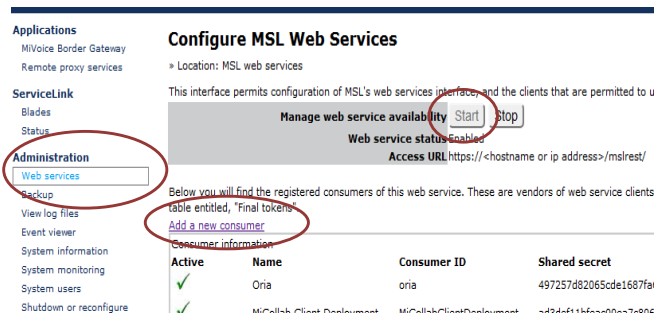 Applications
MiVoice Border Gateway
Remote proxy services
ServiceLink
Blades
Status
Administration
Web services
Backup
View log files
Event viewer
System information
System monitoring
System users
Shutdown or reconfigure
Configure MSL Web Services
» Location: MSL web services
This interface permits configuration of MSL's web services interface, and the clients that are permitted to u
Manage web service availability Start Stop
Web service status Enabled
Access URL https://<hostname or ip address>/mslrest/
Below you will find the registered consumers of this web service. These are vendors of web service clients
table entitled, "Final tokens".
Add a new consumer
Consumer information
Active Name Consumer ID Shared secret
Oria oria 497257d82065cde1687fa
MiCollab Client Deployment MiCollabClientDeployment